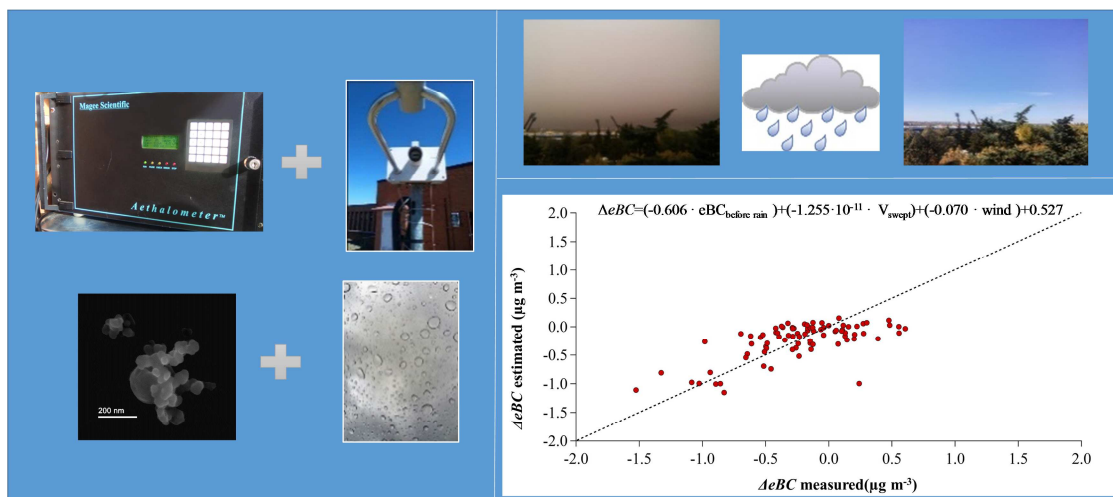 Magee Scientific
Aethalometer™
200 nm
ΔeBC=(-0.606 · eBCbefore rain )+(-1.255·10-11 · Vswept)+(-0.070 · wind )+0.527
2.0
1.5
1.0
0.5
0.0
-0.5
-1.0
-1.5
-2.0
ΔeBC estimated (µg m-3)
-2.0 -1.5 -1.0 -0.5 0.0 0.5 1.0 1.5 2.0
ΔeBC measured(µg m-3)